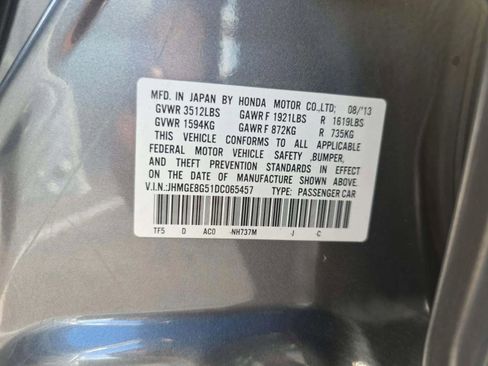 MFD. IN JAPAN BY HONDA MOTOR CO.,LTD; 08/'13
GVWR 3512LBS GAWR F 1921LBS R 1619LBS
GVWR 1594KG GAWR F 872KG R 735KG
THIS VEHICLE CONFORMS TO ALL APPLICABLE
FEDERAL MOTOR VEHICLE SAFETY ,BUMPER,
AND THEFT PREVENTION STANDARDS IN EFFECT
ON THE DATE OF MANUFACTURE SHOWN ABOVE.
V.I.N.:JHMGE8G51DC065457 TYPE: PASSENGER CAR
TF5 D AC0 -NH737M -I -C